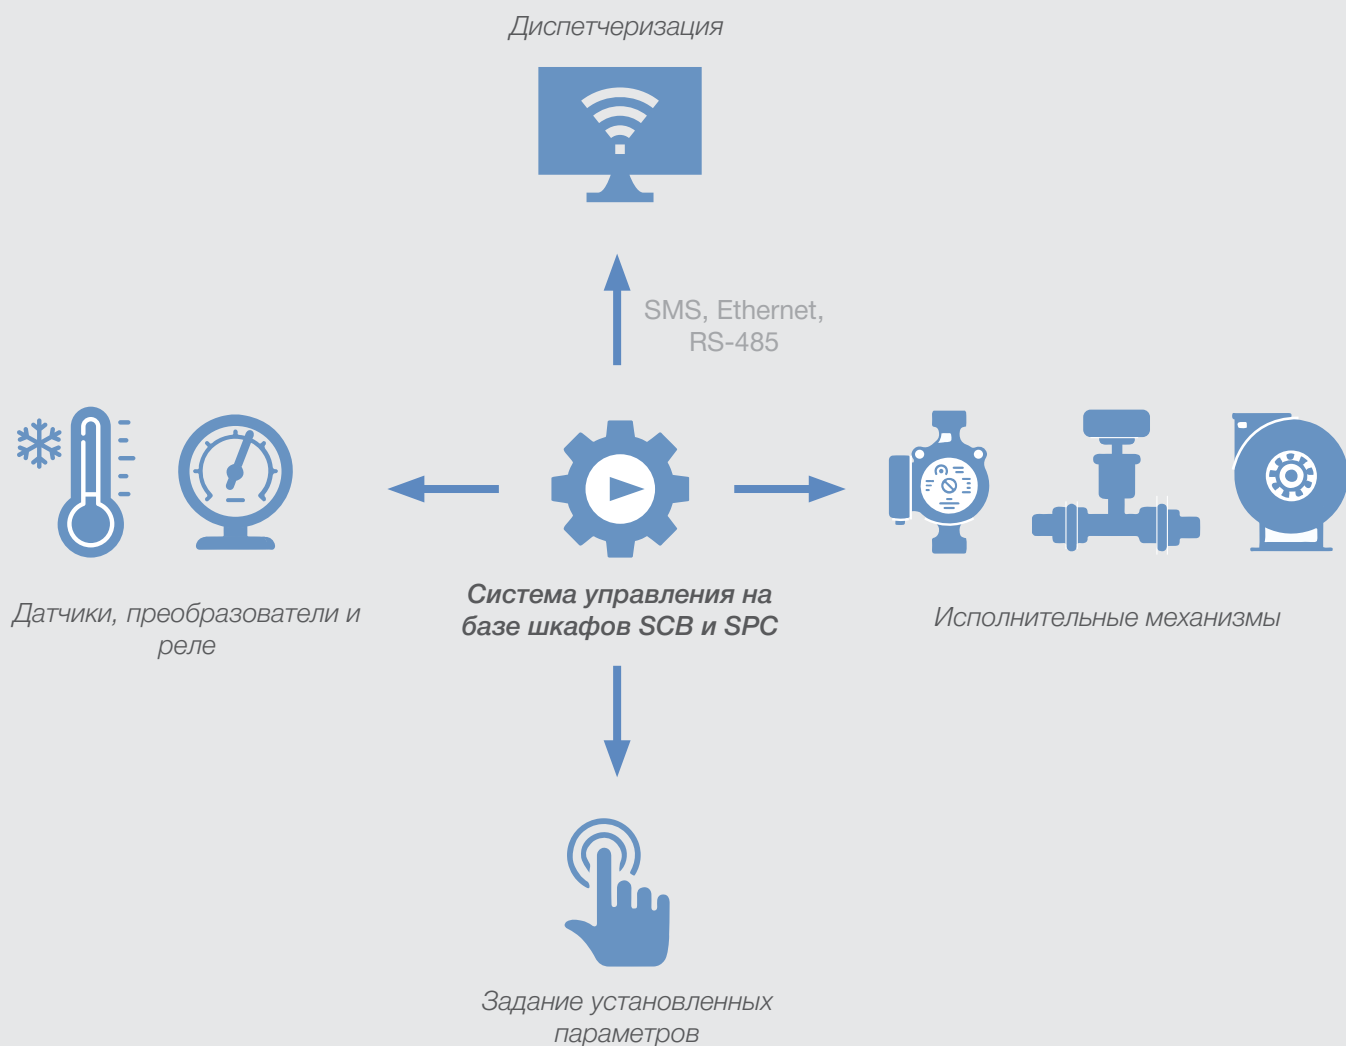 Диспетчеризация
SMS, Ethernet,
RS-485
Датчики, преобразователи и
реле
Система управления на
базе шкафов SCB и SPC
Исполнительные механизмы
Задание установленных
параметров